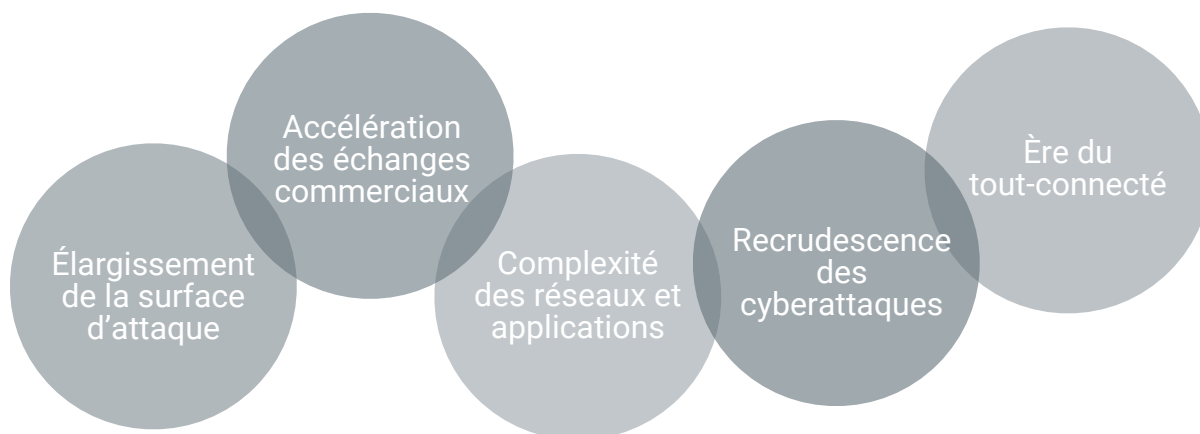 Élargissement
de la surface
d’attaque
Accélération
des échanges
commerciaux
Complexité
des réseaux et
applications
Recrudescence
des
cyberattaques
Ère du
tout-connecté